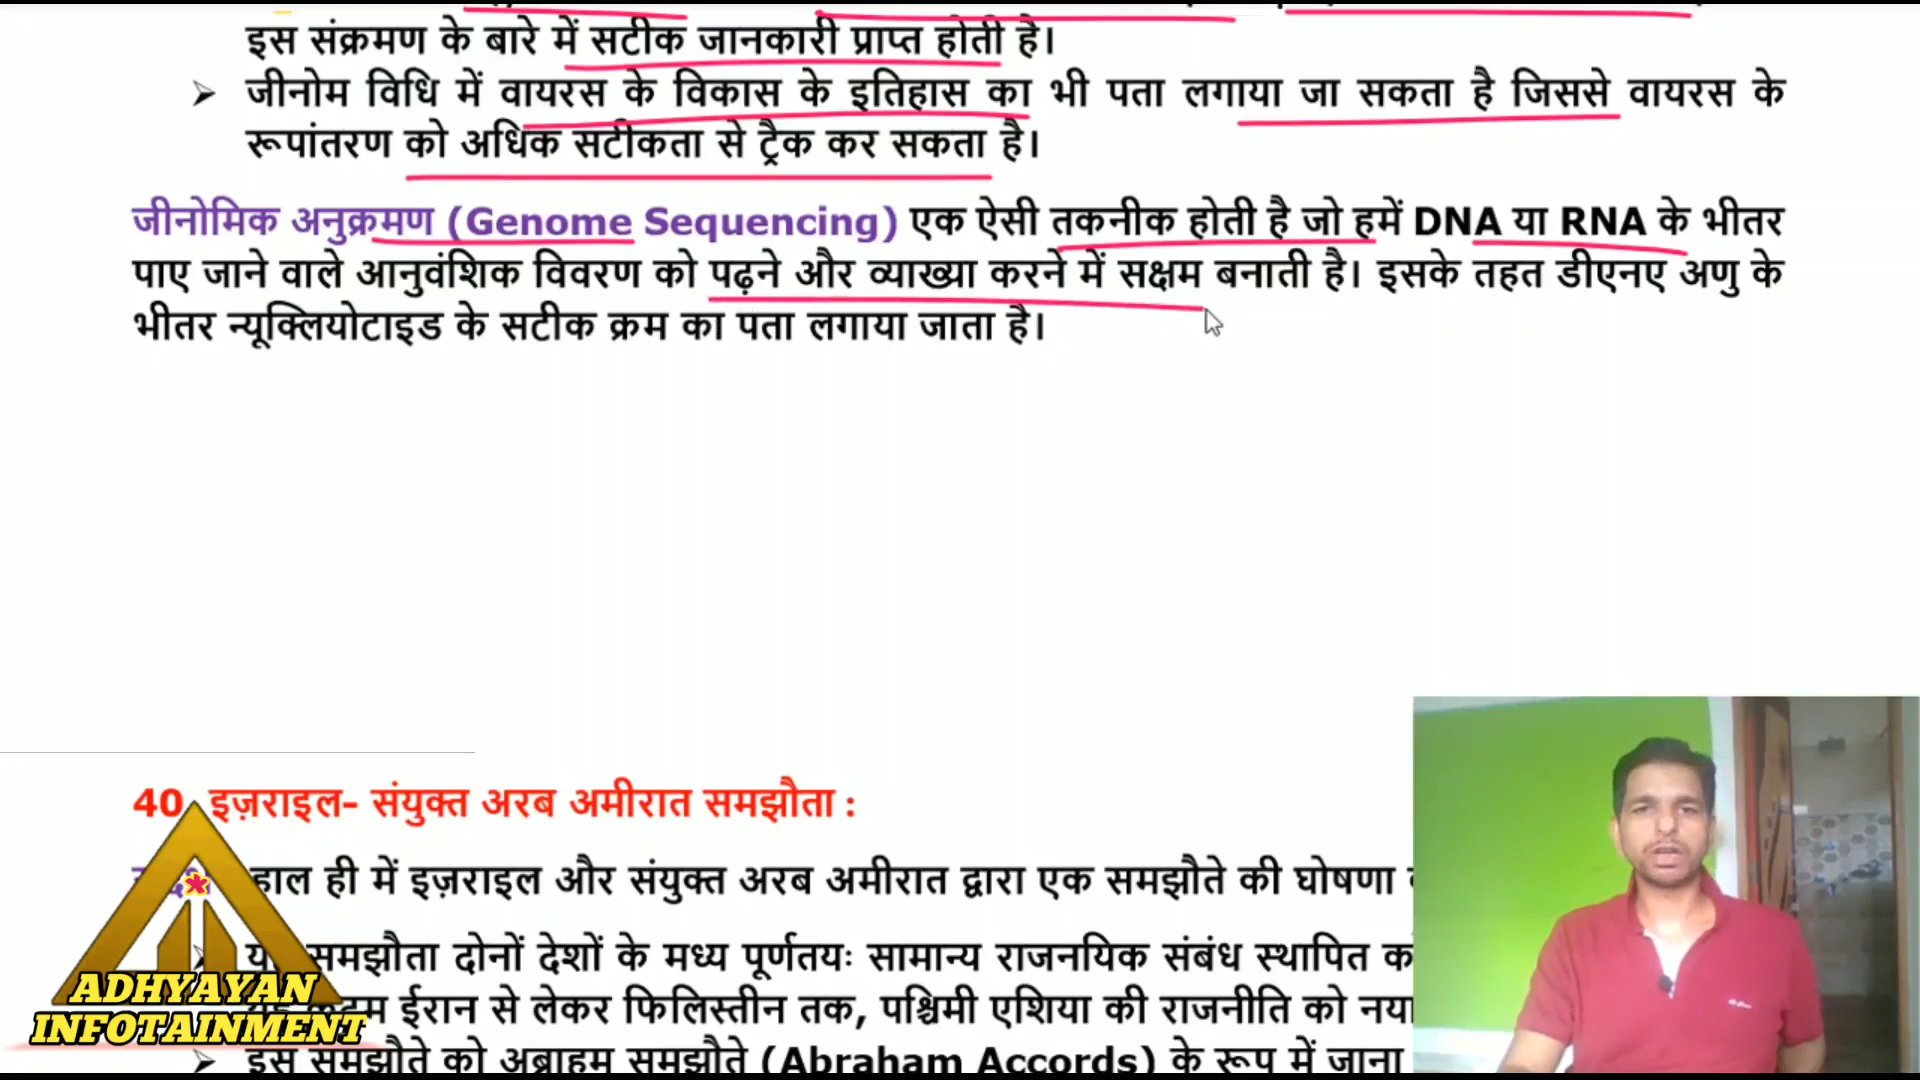 इस संक्रमण के बारे में सटीक जानकारी प्राप्त होती है।
➢ जीनोम विधि में वायरस के विकास के इतिहास का भी पता लगाया जा सकता है जिससे वायरस के
रूपांतरण को अधिक सटीकता से ट्रैक कर सकता है।
जीनोमिक अनुक्रमण (Genome Sequencing) एक ऐसी तकनीक होती है जो हमें DNA या RNA के भीतर
पाए जाने वाले आनुवंशिक विवरण को पढ़ने और व्याख्या करने में सक्षम बनाती है। इसके तहत डीएनए अणु के
भीतर न्यूक्लियोटाइड के सटीक क्रम का पता लगाया जाता है।
40. इज़राइल- संयुक्त अरब अमीरात समझौता :
हाल ही में इज़राइल और संयुक्त अरब अमीरात द्वारा एक समझौते की घोषणा
समझौता दोनों देशों के मध्य पूर्णतयः सामान्य राजनयिक संबंध स्थापित
ईरान से लेकर फिलिस्तीन तक, पश्चिमी एशिया की राजनीति को नया
➢ इस समझौते को अब्राहम समझौते (Abraham Accords) के रूप में जाना
ADHYAYAN
INFOTAINMENT